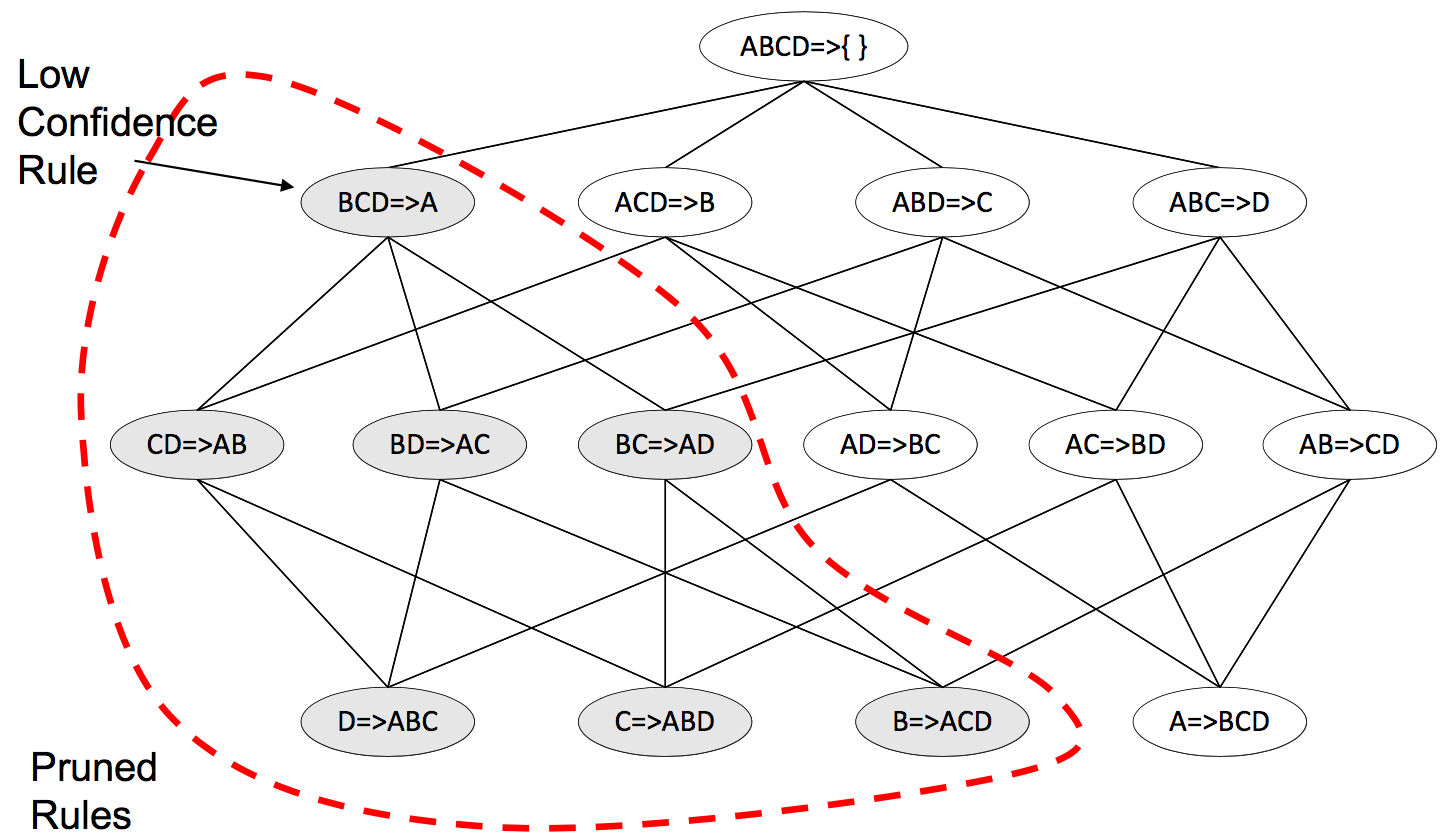 ABCD=>{ }
Low
Confidence
Rule
BCD=>A
ACD=>B
ABD=>C
ABC=>D
CD=>AB
BD=>AC
BC=>AD
AD=>BC
AC=>BD
AB=>CD
D=>ABC
C=>ABD
B=>ACD
A=>BCD
Pruned
Rules